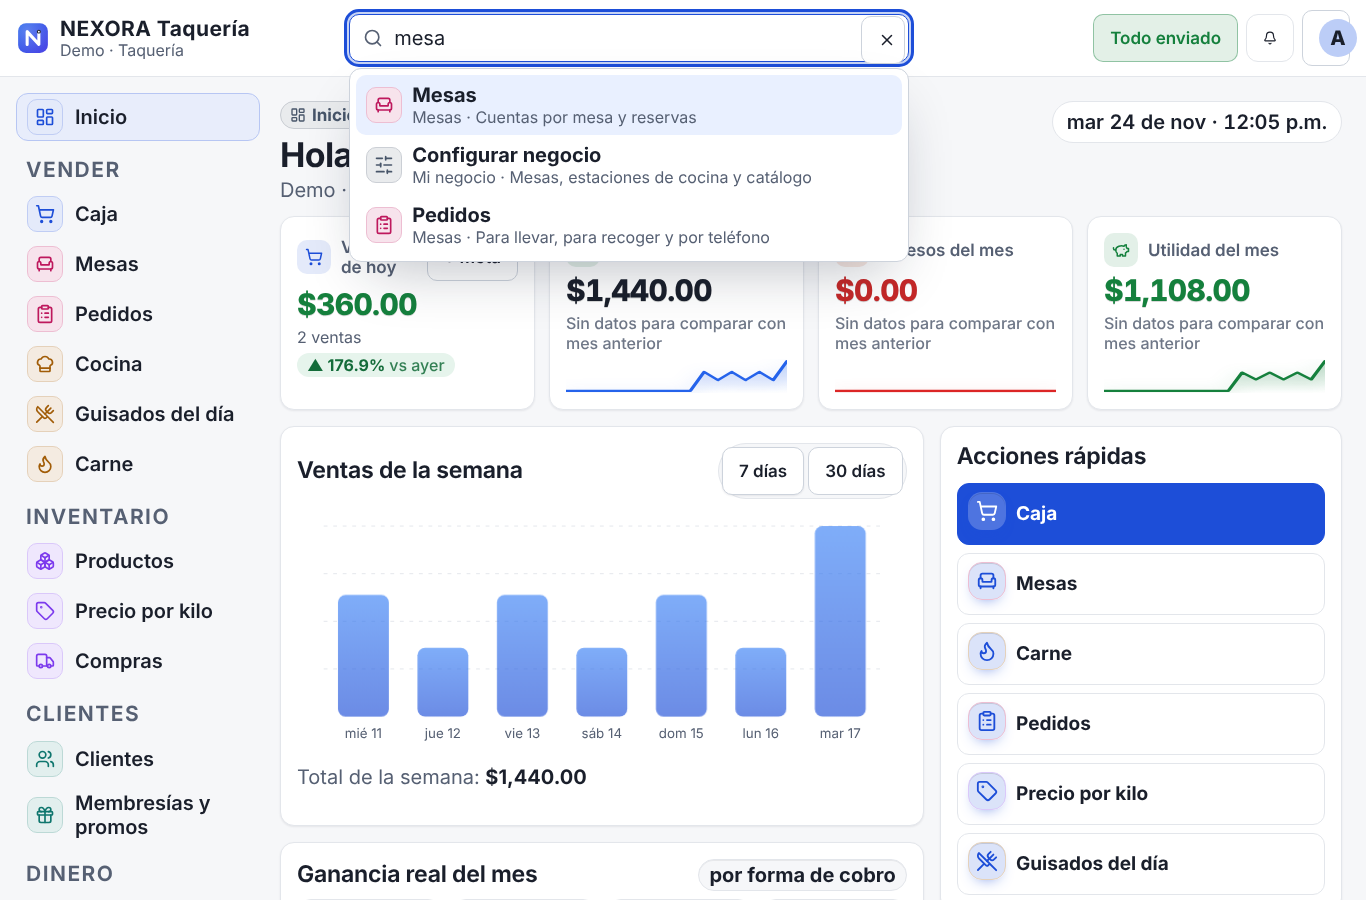 NEXORA Taquería
Demo · Taquería
mesa
Todo enviado
A
Mesas
Mesas · Cuentas por mesa y reservas
Configurar negocio
Mi negocio · Mesas, estaciones de cocina y catálogo
Pedidos
Mesas · Para llevar, para recoger y por teléfono
Inicio
VENDER
Caja
Mesas
Pedidos
Cocina
Guisados del día
Carne
INVENTARIO
Productos
Precio por kilo
Compras
CLIENTES
Clientes
Membresías y
promos
DINERO
Hola
Demo ·
mar 24 de nov · 12:05 p.m.
de hoy
$360.00
2 ventas
▲ 176.9% vs ayer
$1,440.00
Sin datos para comparar con
mes anterior
del mes
$0.00
Sin datos para comparar con
mes anterior
Utilidad del mes
$1,108.00
Sin datos para comparar con
mes anterior
Ventas de la semana
7 días
30 días
mié 11
jue 12
vie 13
sáb 14
dom 15
lun 16
mar 17
Total de la semana: $1,440.00
Ganancia real del mes
por forma de cobro
Acciones rápidas
Caja
Mesas
Carne
Pedidos
Precio por kilo
Guisados del día